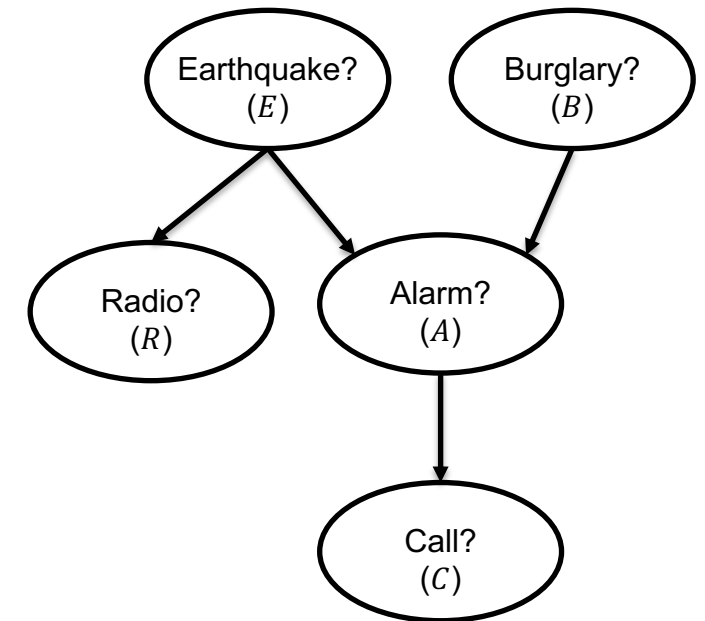 Earthquake?
(E)
Burglary?
(B)
Radio?
(R)
Alarm?
(A)
Call?
(C)